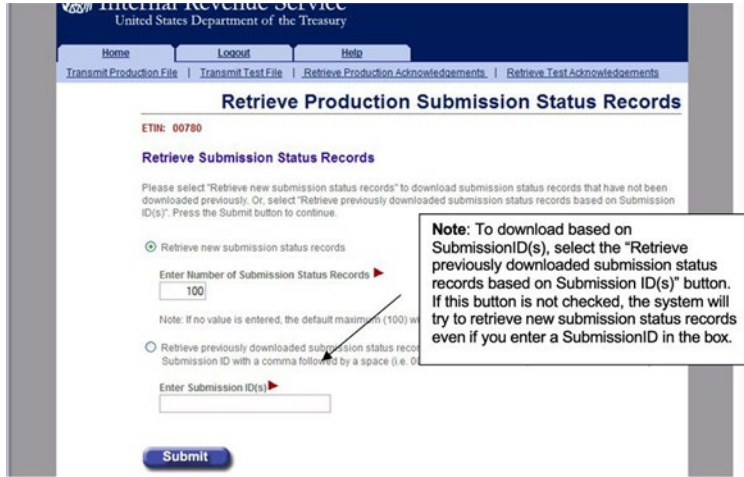 Internal Revenue Service
United States Department of the Treasury
Home Logout Help
Transmit Production File | Transmit Test File | Retrieve Production Acknowledgements | Retrieve Test Acknowledgements
Retrieve Production Submission Status Records
ETIN: 00780
Retrieve Submission Status Records
Please select "Retrieve new submission status records" to download submission status records that have not been
downloaded previously. Or, select "Retrieve previously downloaded submission status records based on Submission
ID(s)". Press the Submit button to continue.
Retrieve new submission status records
Enter Number of Submission Status Records
100
Note: If no value is entered, the default maximum (100) wi
Retrieve previously downloaded submission status recor
Submission ID with a comma followed by a space (i.e. 00
Enter Submission ID(s)
Submit
Note: To download based on
SubmissionID(s), select the “Retrieve
previously downloaded submission status
records based on Submission ID(s)” button.
If this button is not checked, the system will
try to retrieve new submission status records
even if you enter a SubmissionID in the box.